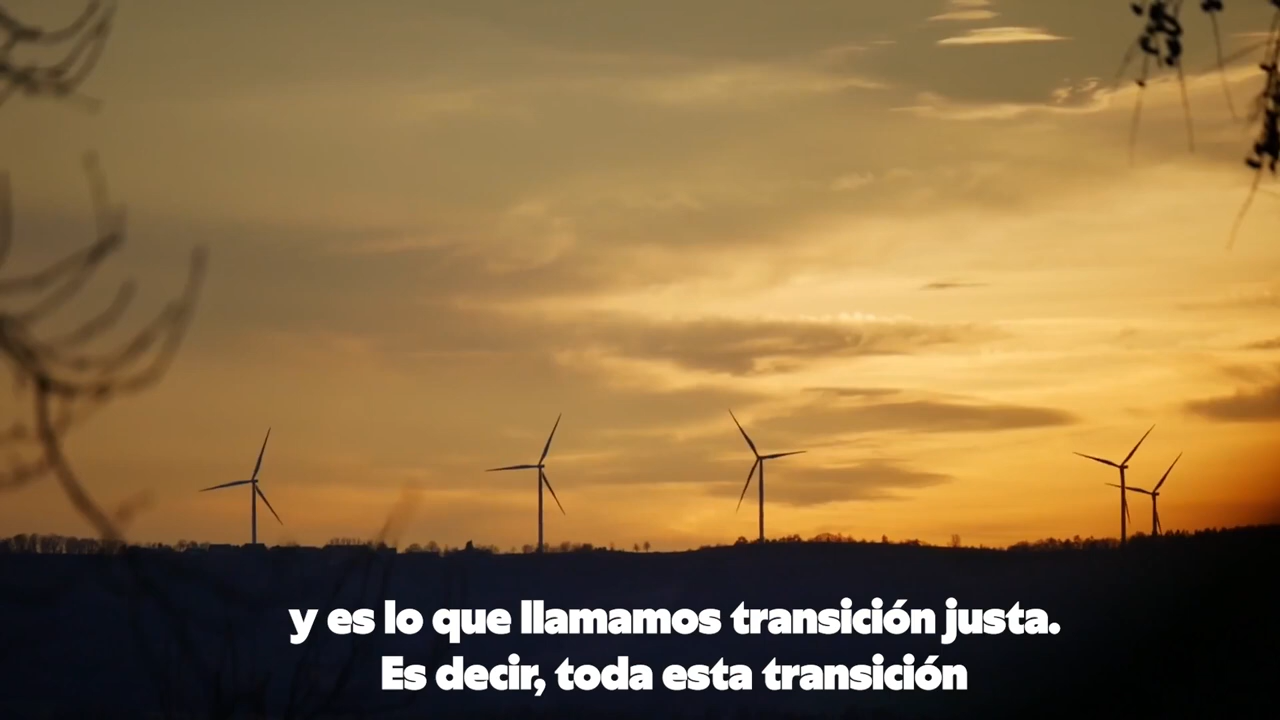 y es lo que llamamos transición justa.
Es decir, toda esta transición